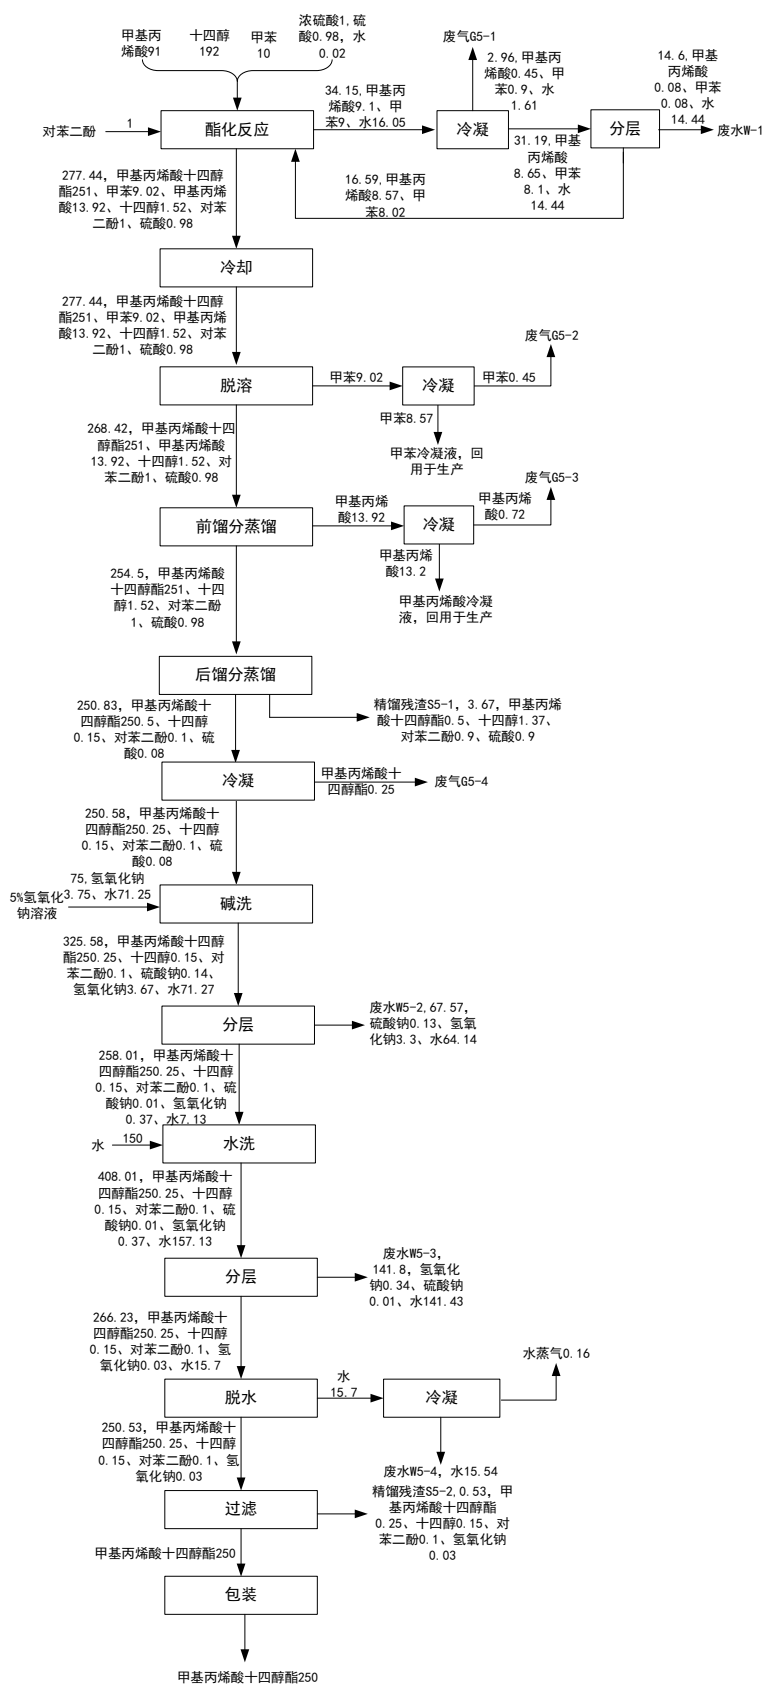 甲基丙
烯酸91
十四醇
192
甲苯
10
浓硫酸1,硫
酸0.98，水
0.02
废气G5-1
2.96,甲基丙
烯酸0.45、甲
苯0.9、水
1.61
14.6,甲基
丙烯酸
0.08、甲苯
0.08、水
14.44
34.15,甲基丙
烯酸9.1、甲
苯9、水16.05
对苯二酚
1
酯化反应
冷凝
分层
废水W-1
31.19,甲基
丙烯酸
8.65、甲苯
8.1、水
14.44
16.59,甲基丙
烯酸8.57、甲
苯8.02
277.44，甲基丙烯酸十四醇
酯251、甲苯9.02、甲基丙烯
酸13.92、十四醇1.52、对苯
二酚1、硫酸0.98
冷却
277.44，甲基丙烯酸十四醇
酯251、甲苯9.02、甲基丙烯
酸13.92、十四醇1.52、对苯
二酚1、硫酸0.98
废气G5-2
脱溶
甲苯9.02
冷凝
甲苯0.45
甲苯8.57
甲苯冷凝液，回
用于生产
268.42，甲基丙烯酸十四
醇酯251、甲基丙烯酸
13.92、十四醇1.52、对
苯二酚1、硫酸0.98
废气G5-3
前馏分蒸馏
甲基丙烯
酸13.92
冷凝
甲基丙烯
酸0.72
甲基丙烯
酸13.2
甲基丙烯酸冷凝
液，回用于生产
254.5，甲基丙烯酸
十四醇酯251、十四
醇1.52、对苯二酚
1、硫酸0.98
后馏分蒸馏
250.83，甲基丙烯酸十
四醇酯250.5、十四醇
0.15、对苯二酚0.1、硫
酸0.08
精馏残渣S5-1，3.67，甲基丙烯
酸十四醇酯0.5、十四醇1.37、
对苯二酚0.9、硫酸0.9
冷凝
甲基丙烯酸十
四醇酯0.25
废气G5-4
250.58，甲基丙烯酸十
四醇酯250.25、十四醇
0.15、对苯二酚0.1、硫
酸0.08
5%氢氧化
钠溶液
75,氢氧化钠
3.75、水71.25
碱洗
325.58，甲基丙烯酸十四醇
酯250.25、十四醇0.15、对
苯二酚0.1、硫酸钠0.14、
氢氧化钠3.67、水71.27
分层
废水W5-2,67.57，
硫酸钠0.13、氢氧
化钠3.3、水64.14
258.01，甲基丙烯酸十
四醇酯250.25、十四醇
0.15、对苯二酚0.1、硫
酸钠0.01、氢氧化钠
0.37、水7.13
水
150
水洗
408.01，甲基丙烯酸十
四醇酯250.25、十四醇
0.15、对苯二酚0.1、硫
酸钠0.01、氢氧化钠
0.37、水157.13
分层
废水W5-3，
141.8，氢氧化
钠0.34、硫酸钠
0.01、水141.43
266.23，甲基丙烯酸十
四醇酯250.25、十四醇
0.15、对苯二酚0.1、氢
氧化钠0.03、水15.7
脱水
水
15.7
冷凝
水蒸气0.16
废水W5-4，水15.54
250.53，甲基丙烯酸十
四醇酯250.25、十四醇
0.15、对苯二酚0.1、氢
氧化钠0.03
过滤
精馏残渣S5-2,0.53，甲
基丙烯酸十四醇酯
0.25、十四醇0.15、对
苯二酚0.1、氢氧化钠
0.03
甲基丙烯酸十四醇酯250
包装
甲基丙烯酸十四醇酯250